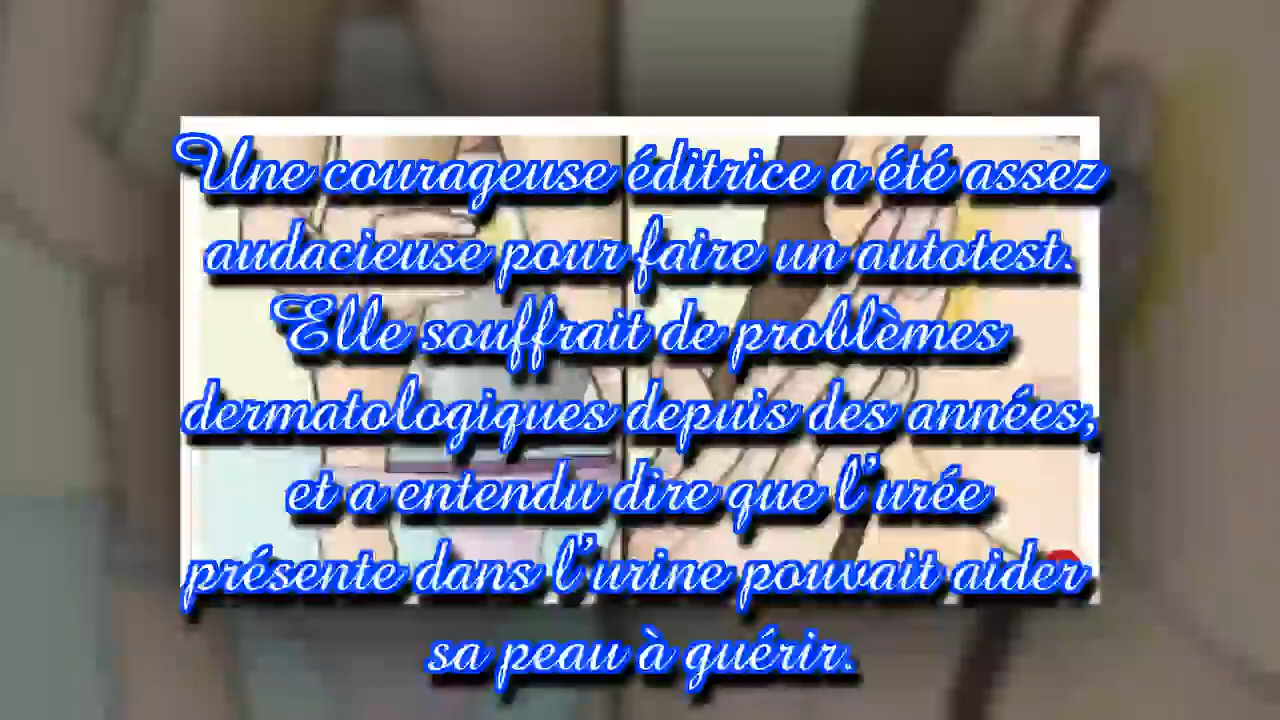 Une courageuse éditrice a été assez
audacieuse pour faire un autotest.
Elle souffrait de problèmes
dermatologiques depuis des années,
et a entendu dire que l'urée
présente dans l'urine pouvait aider
sa peau à guérir.